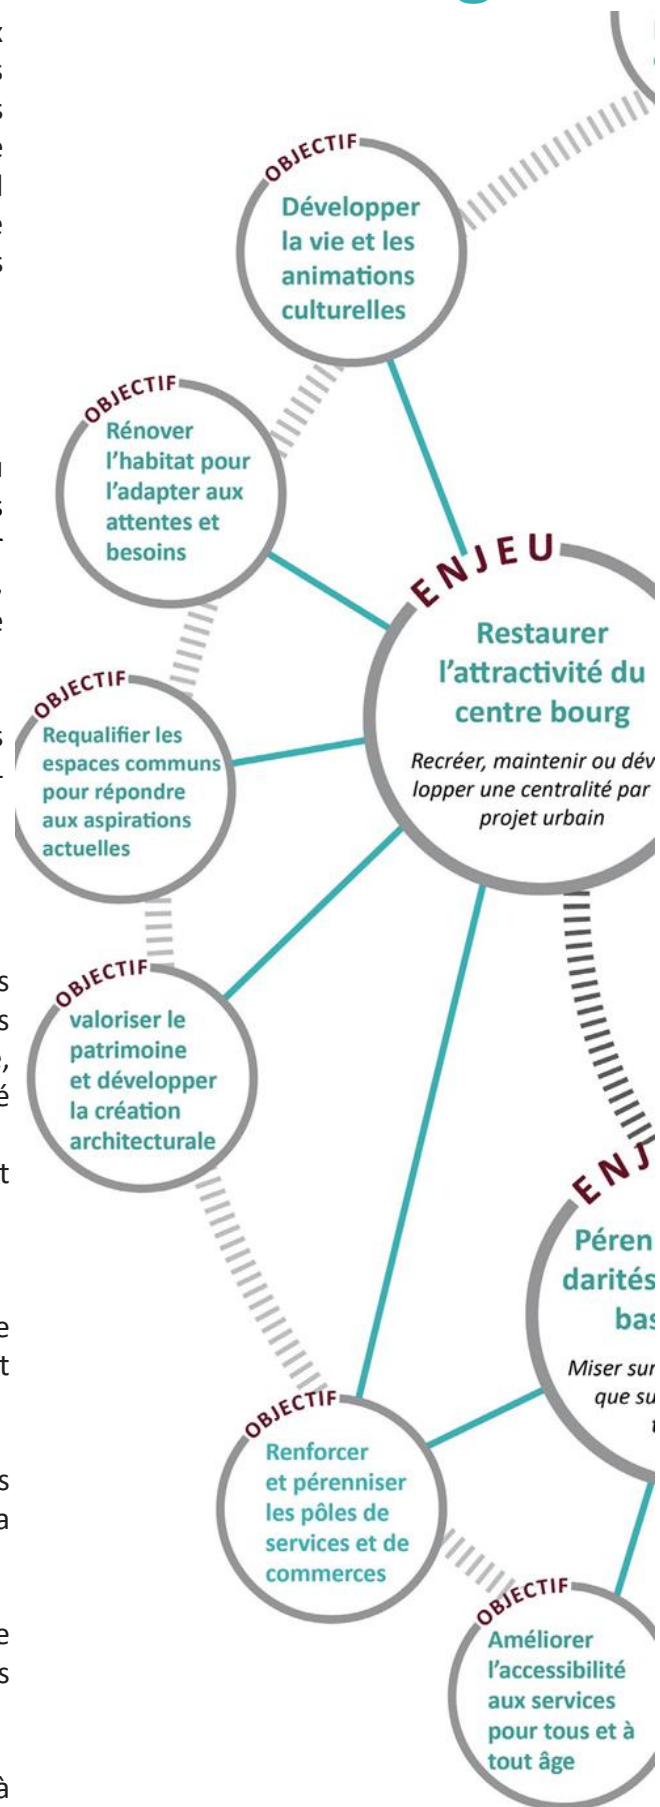 OBJECTIF
Développer
la vie et les
animations
culturelles
OBJECTIF
Rénover
l'habitat pour
l'adapter aux
attentes et
besoins
ENJEU
Restaurer
l'attractivité du
centre bourg
Recréer, maintenir ou dév
lopper une centralité par
projet urbain
OBJECTIF
Requalifier les
espaces communs
pour répondre
aux aspirations
actuelles
OBJECTIF
valoriser le
patrimoine
et développer
la création
architecturale
ENJ
Péren
darités
bas
Miser sur
que su
t
OBJECTIF
Renforcer
et pérenniser
les pôles de
services et de
commerces
OBJECTIF
Améliorer
l'accessibilité
aux services
pour tous et à
tout âge